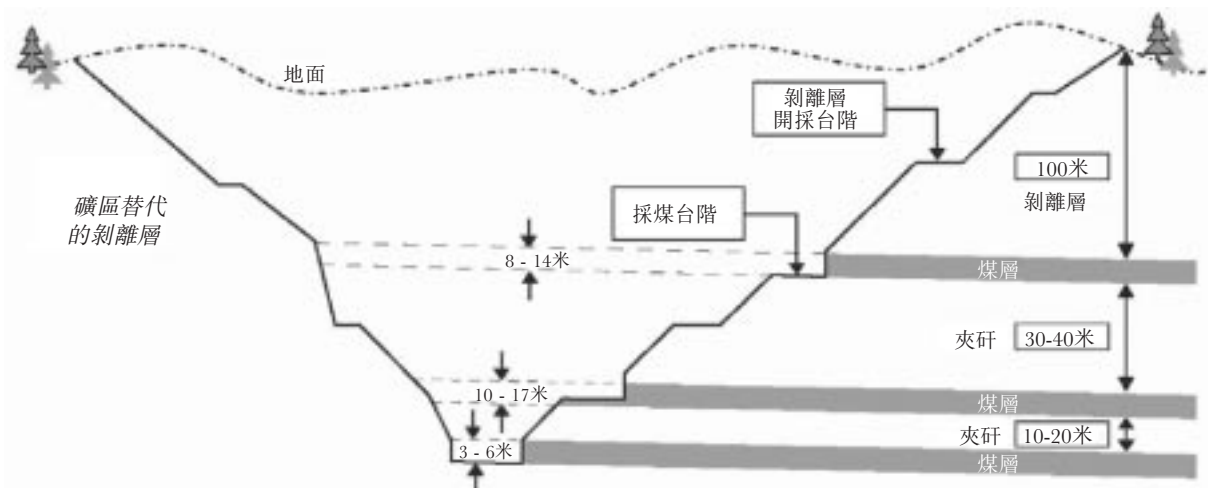 地面
剝離層
開採台階
100米
剝離層
礦區替代
的剝離層
採煤台階
8 - 14米
煤層
夾矸
30-40米
10 - 17米
煤層
夾矸
10-20米
3 - 6米
煤層